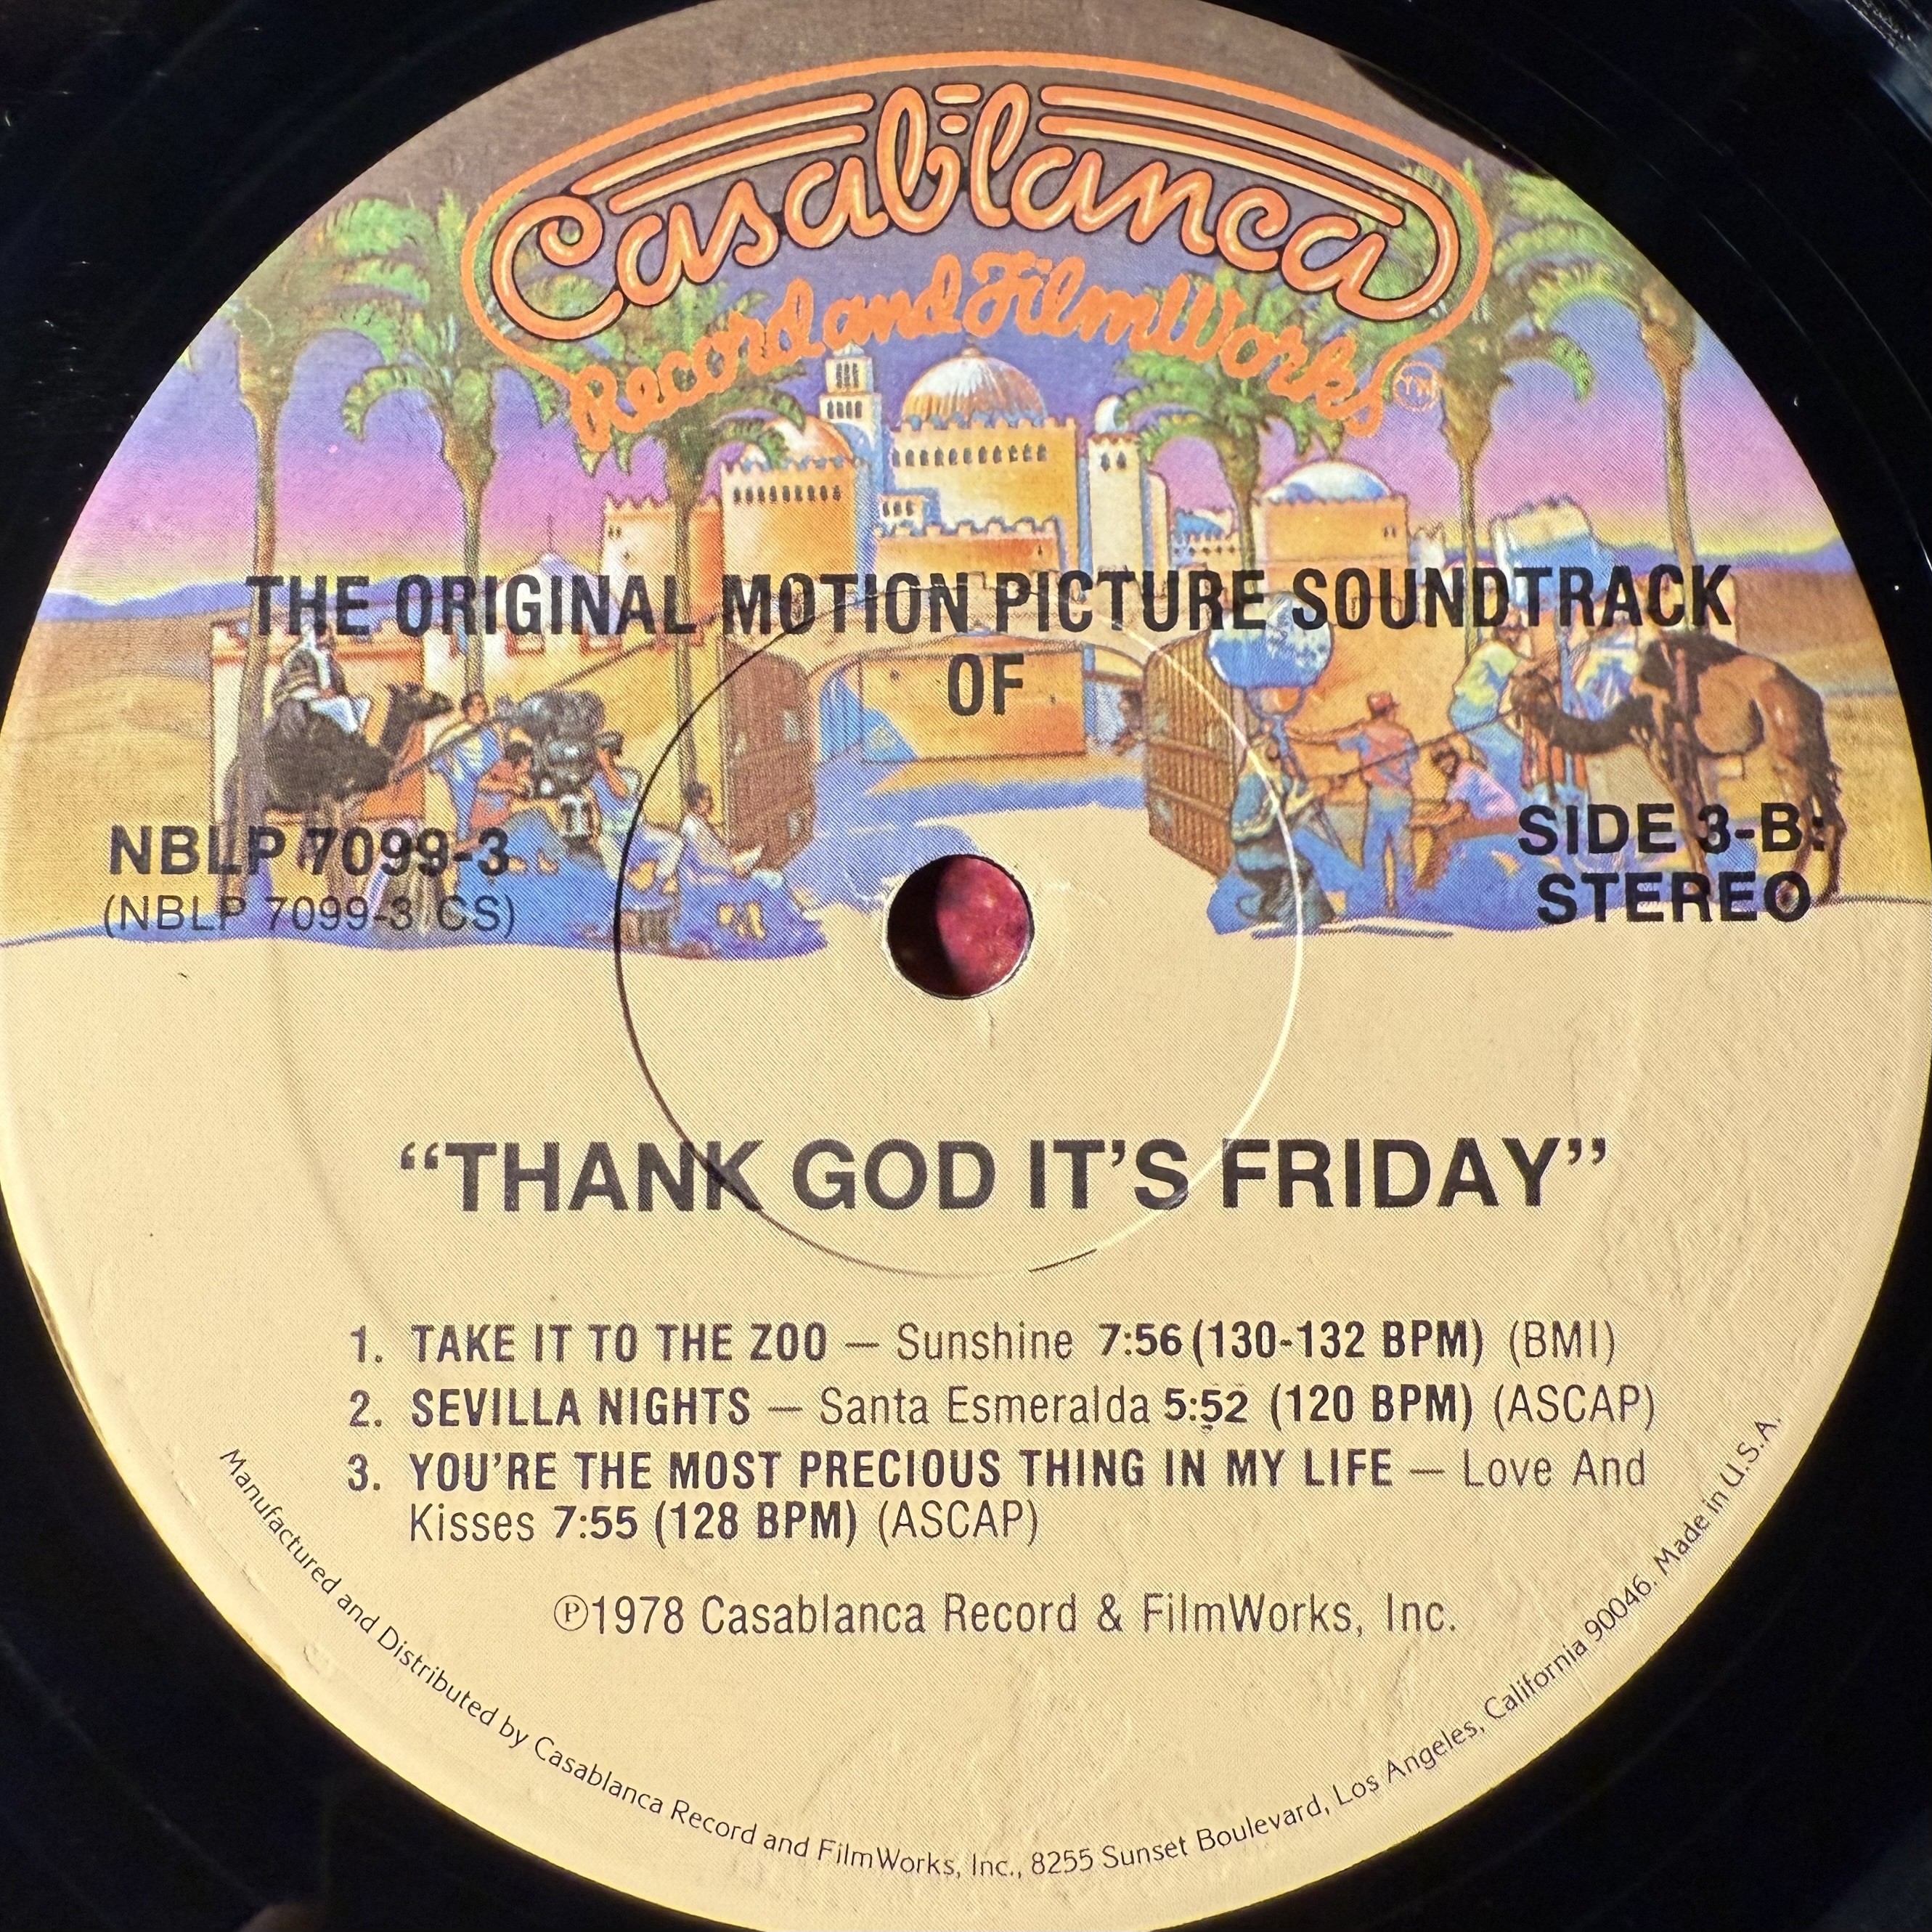 Casablanca
Record and FilmWorks TM
THE ORIGINAL MOTION PICTURE SOUNDTRACK
OF
NBLP 7099-3
(NBLP 7099-3 CS)
SIDE 3-B:
STEREO
“THANK GOD IT’S FRIDAY”
1. TAKE IT TO THE ZOO — Sunshine 7:56 (130-132 BPM) (BMI)
2. SEVILLA NIGHTS — Santa Esmeralda 5:52 (120 BPM) (ASCAP)
3. YOU’RE THE MOST PRECIOUS THING IN MY LIFE — Love And
Kisses 7:55 (128 BPM) (ASCAP)
℗1978 Casablanca Record & FilmWorks, Inc.
Manufactured and Distributed by Casablanca Record and FilmWorks, Inc., 8255 Sunset Boulevard, Los Angeles, California 90046. Made in U.S.A.